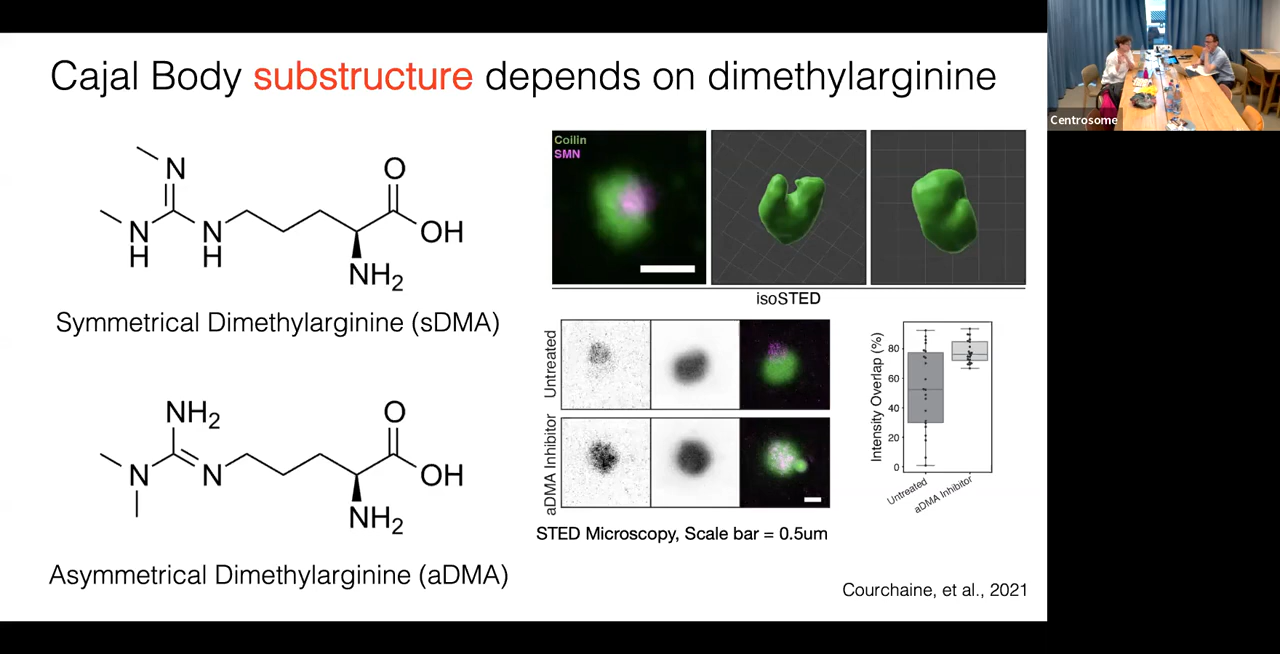 Cajal Body substructure depends on dimethylarginine
N
O
N
H
N
H
OH
NH2
Symmetrical Dimethylarginine (sDMA)
NH2
O
N
N
OH
NH2
Asymmetrical Dimethylarginine (aDMA)
Coilin
SMN
isoSTED
Untreated
aDMA Inhibitor
STED Microscopy, Scale bar = 0.5um
Intensity Overlap (%)
80
60
40
20
0
Untreated
aDMA Inhibitor
Courchaine, et al., 2021
Centrosome